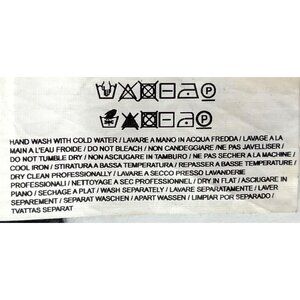 HAND WASH WITH COLD WATER / LAVARE A MANO IN ACQUA FREDDA / LAVAGE A LA
MAIN A L'EAU FROIDE / DO NOT BLEACH / NON CANDEGGIARE / NE PAS JAVELLISER /
DO NOT TUMBLE DRY / NON ASCIUGARE IN TAMBURO / NE PAS SECHER A LA MACHINE /
COOL IRON / STIRATURA A BASSA TEMPERATURA / REPASSER A BASSE TEMPERATURE /
DRY CLEAN PROFESSIONALLY / LAVARE A SECCO PRESSO LAVANDERIE
PROFESSIONALI / NETTOYAGE A SEC PROFESSIONNEL / DRY IN FLAT / ASCIUGARE IN
PIANO / SECHAGE A PLAT / WASH SEPARATELY / LAVARE SEPARATAMENTE / LAVER
SEPAREMENT / SEPARAT WASCHEN / APART WASSEN / LIMPIAR POR SEPARADO /
TVATTAS SEPARAT
P
P